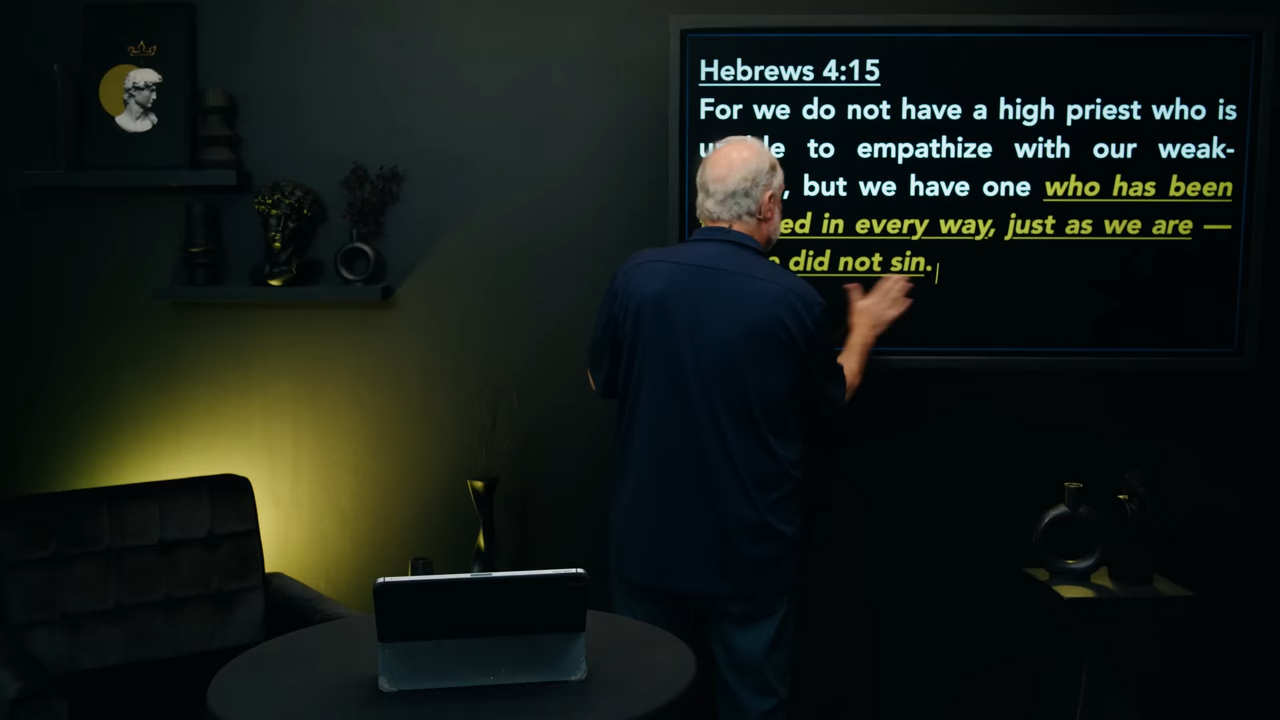 Hebrews 4:15
For we do not have a high priest who is
to empathize with our weak-
, but we have one who has been
in every way, just as we are —
did not sin.